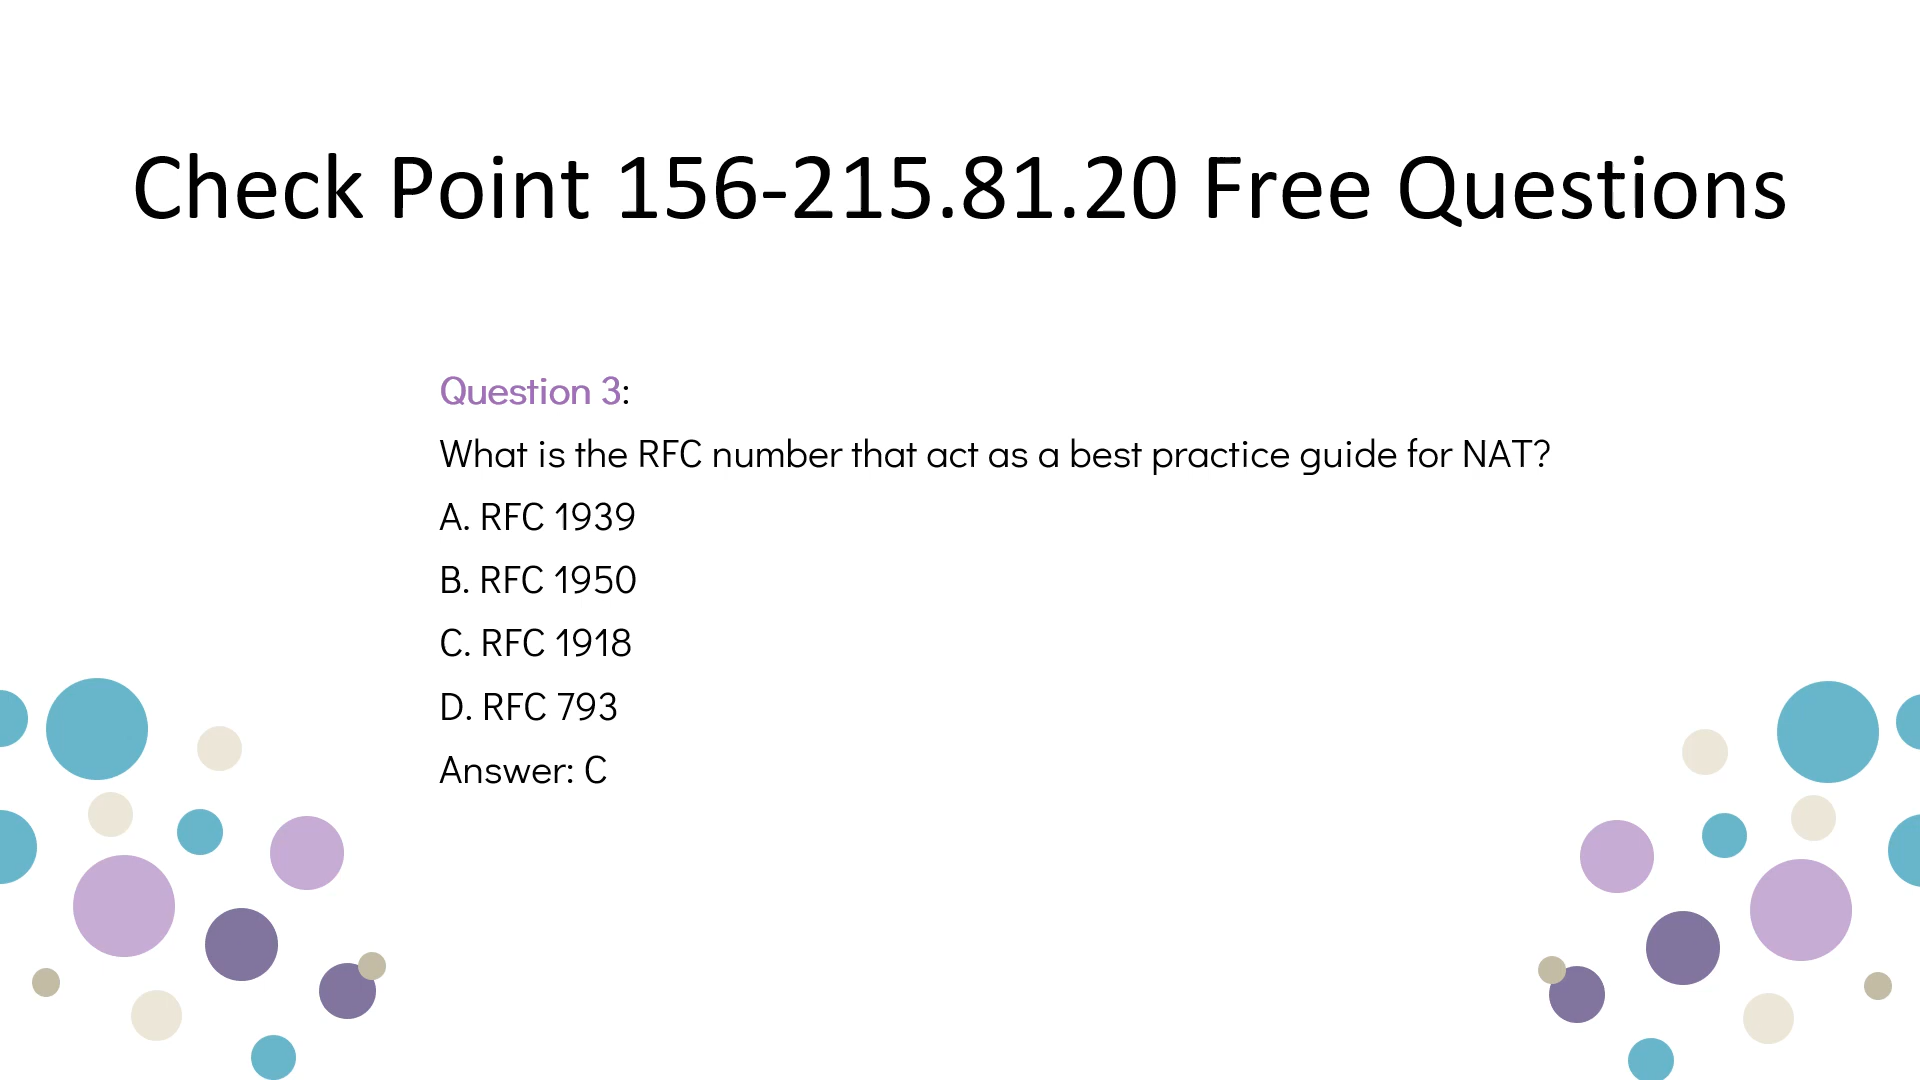 Check Point 156-215.81.20 Free Questions
Question 3:
What is the RFC number that act as a best practice guide for NAT?
A. RFC 1939
B. RFC 1950
C. RFC 1918
D. RFC 793
Answer: C